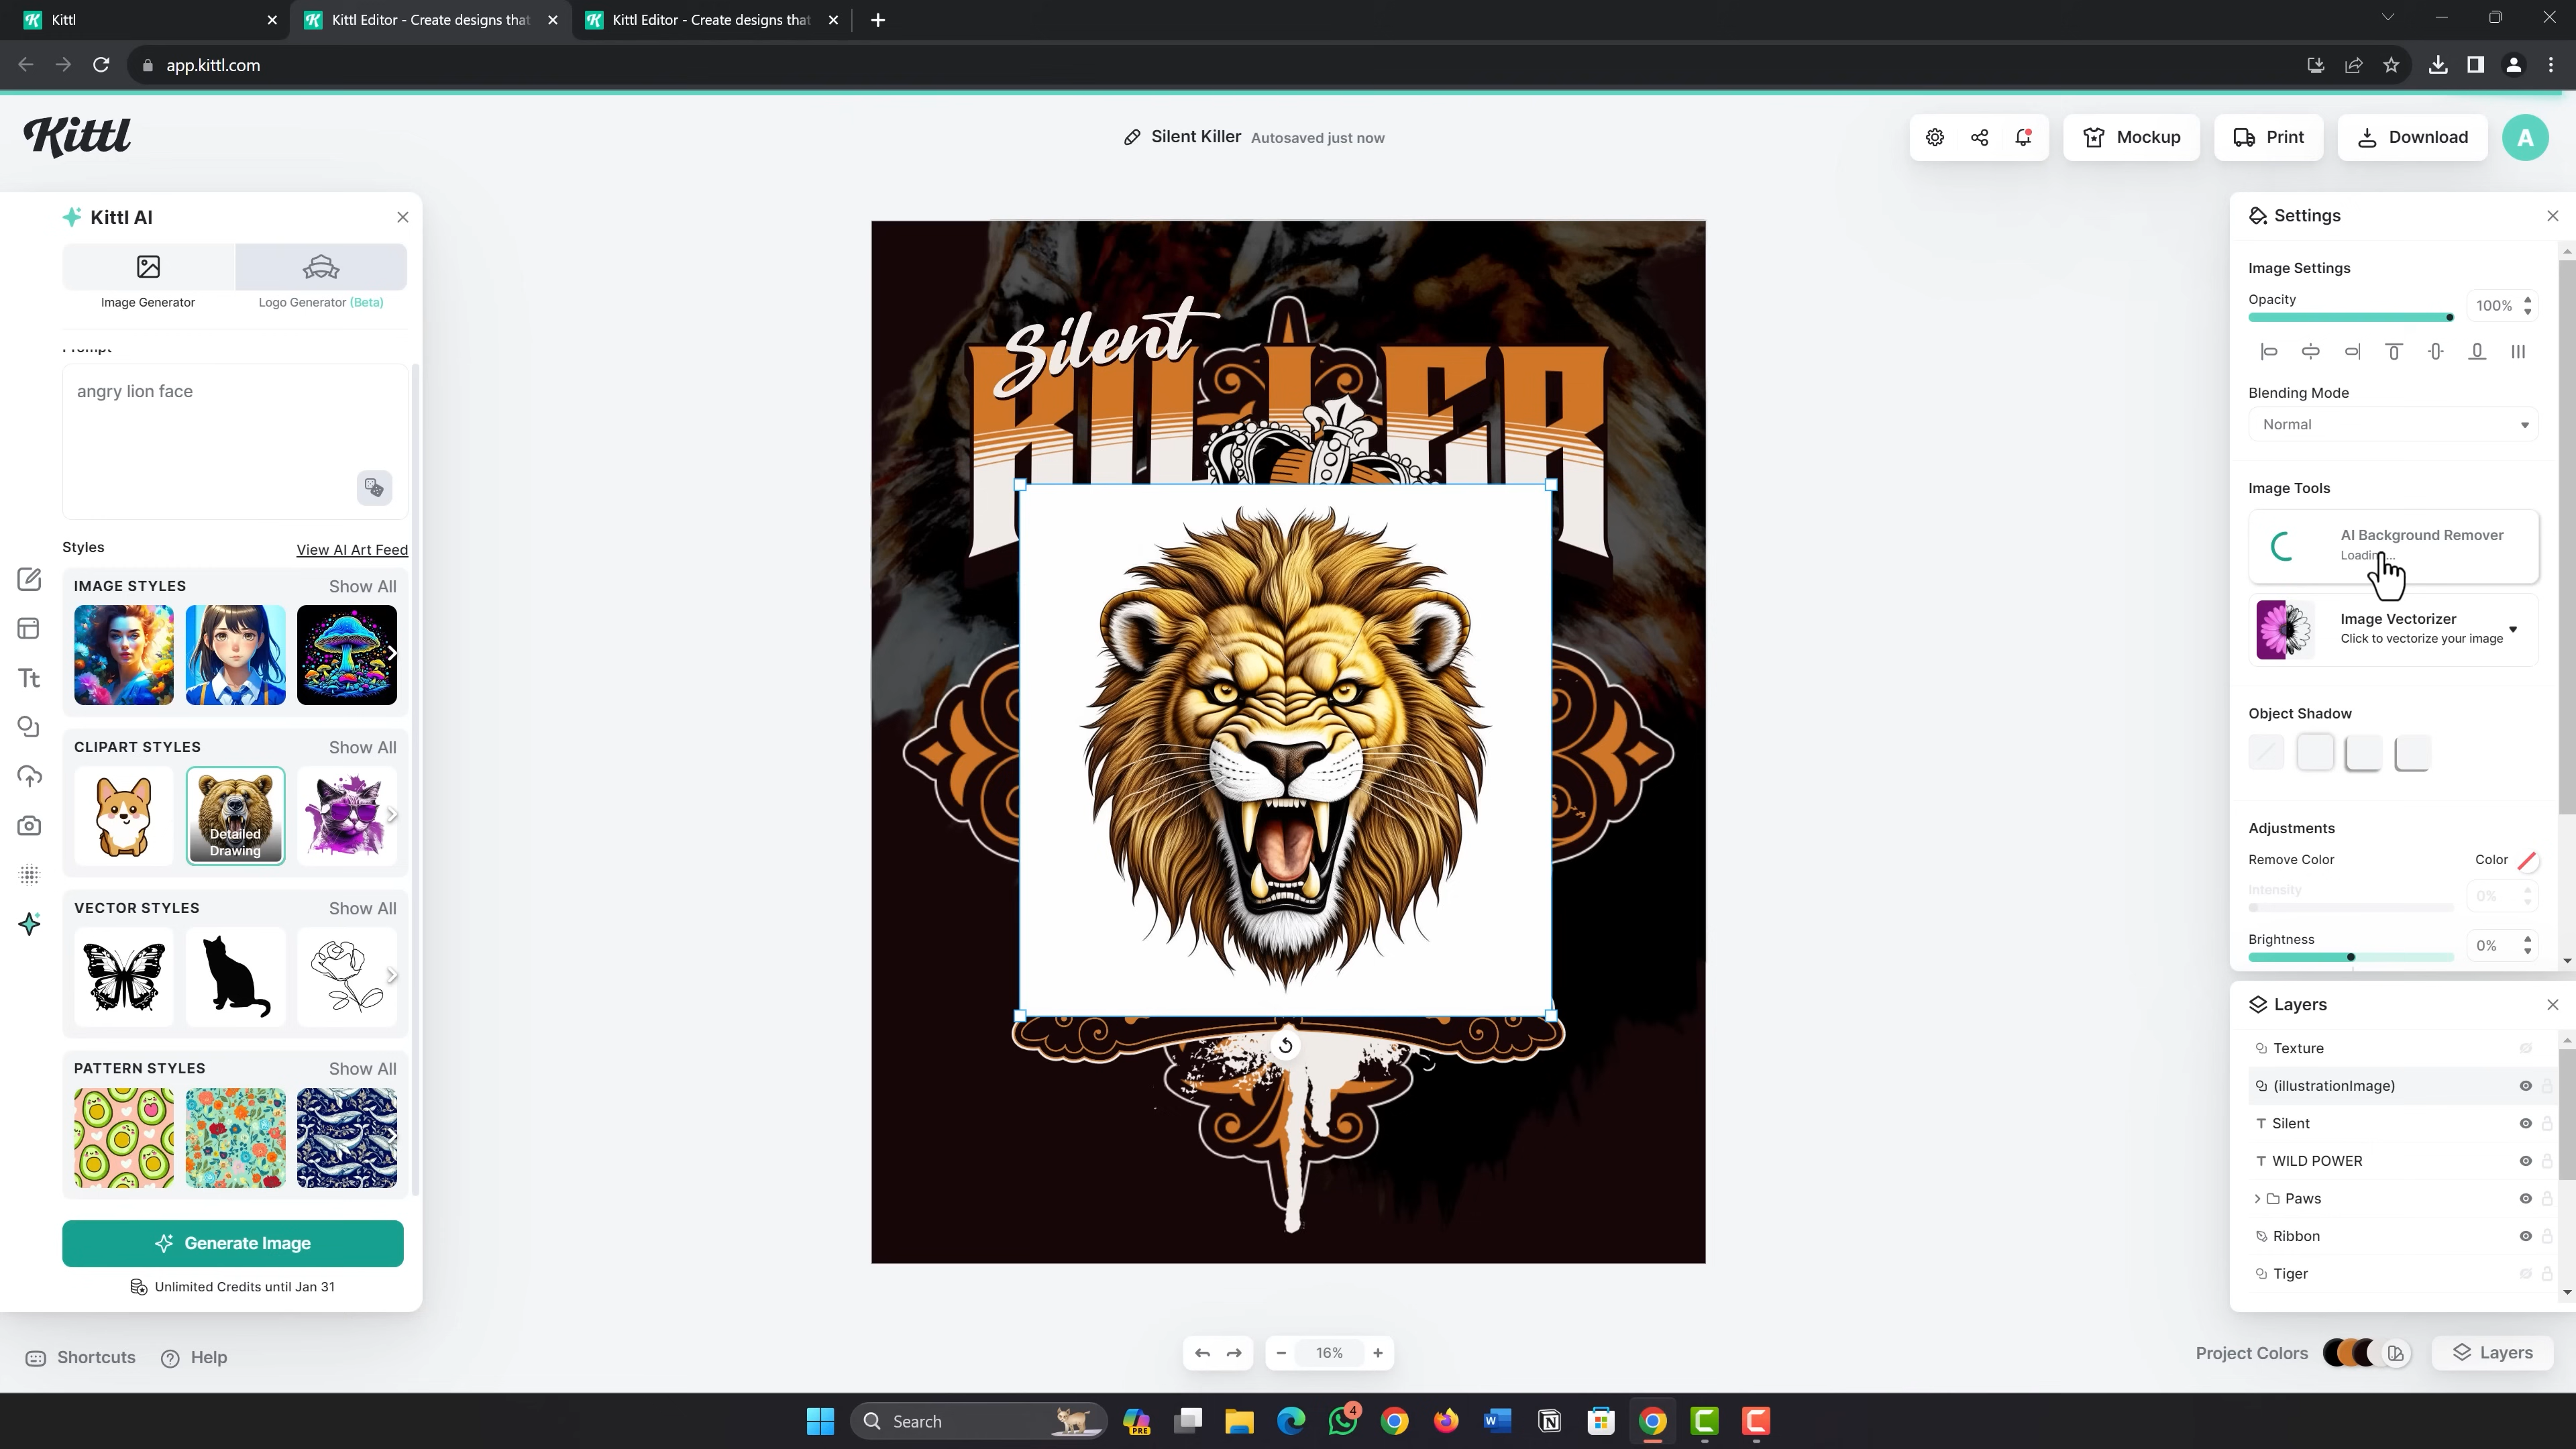 Kittl
Kittl Editor - Create designs that
Kittl Editor - Create designs that
app.kittl.com
Kittl
Silent Killer Autosaved just now
Mockup
Print
Download
A
Kittl AI
Image Generator
Logo Generator (Beta)
Prompt
angry lion face
Styles
View AI Art Feed
IMAGE STYLES
Show All
CLIPART STYLES
Show All
Detailed
Drawing
VECTOR STYLES
Show All
PATTERN STYLES
Show All
Generate Image
Unlimited Credits until Jan 31
Shortcuts
Help
Silent
KILLER
16%
Settings
Image Settings
Opacity
100%
Blending Mode
Normal
Image Tools
AI Background Remover
Image Vectorizer
Click to vectorize your image
Object Shadow
Adjustments
Remove Color
Color
Intensity
0%
Brightness
0%
Layers
Texture
(illustrationImage)
Silent
WILD POWER
Paws
Ribbon
Tiger
Project Colors
Layers
Search
PRE
4